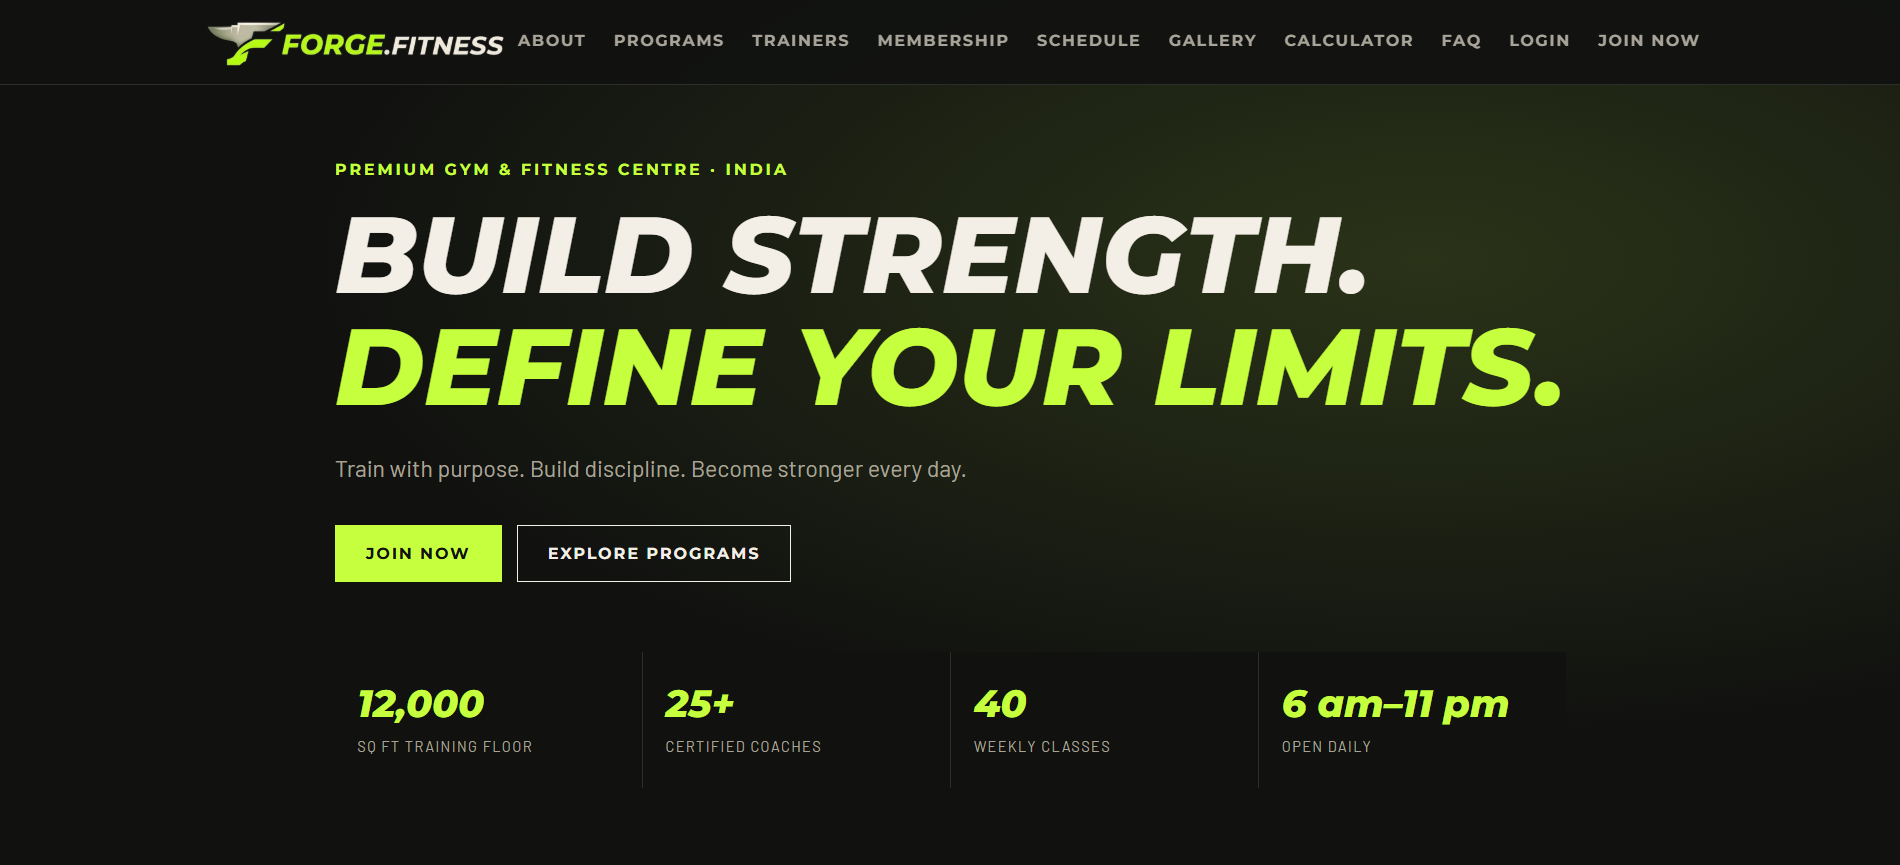 FORGE.FITNESS ABOUT PROGRAMS TRAINERS MEMBERSHIP SCHEDULE GALLERY CALCULATOR FAQ LOGIN JOIN NOW
PREMIUM GYM & FITNESS CENTRE · INDIA
BUILD STRENGTH.
DEFINE YOUR LIMITS.
Train with purpose. Build discipline. Become stronger every day.
JOIN NOW EXPLORE PROGRAMS
12,000 25+ 40 6 am–11 pm
SQ FT TRAINING FLOOR CERTIFIED COACHES WEEKLY CLASSES OPEN DAILY